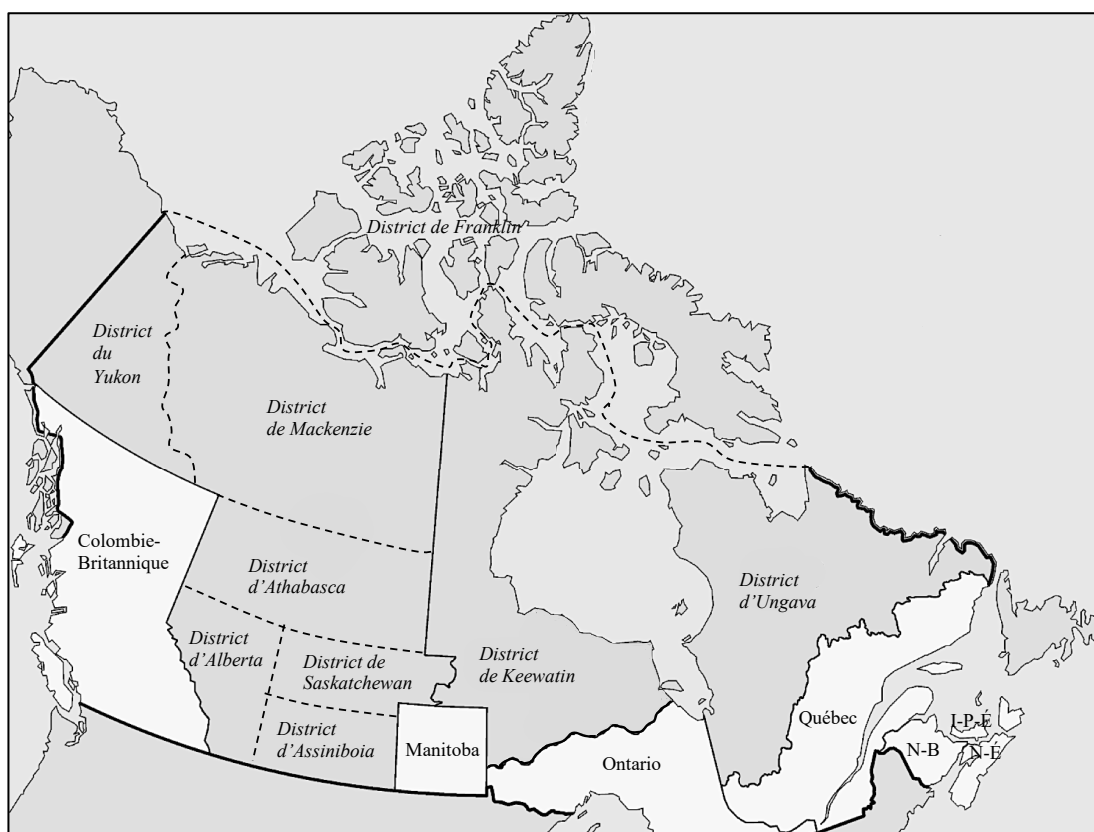 District de Franklin
District
du
Yukon
District
de Mackenzie
Colombie-
Britannique
District
d'Athabasca
District
d'Ungava
District
d'Alberta
District de
Saskatchewan
District
de Keewatin
District
d'Assiniboia
Manitoba
Ontario
Québec
I-P-É
N-B
N-É